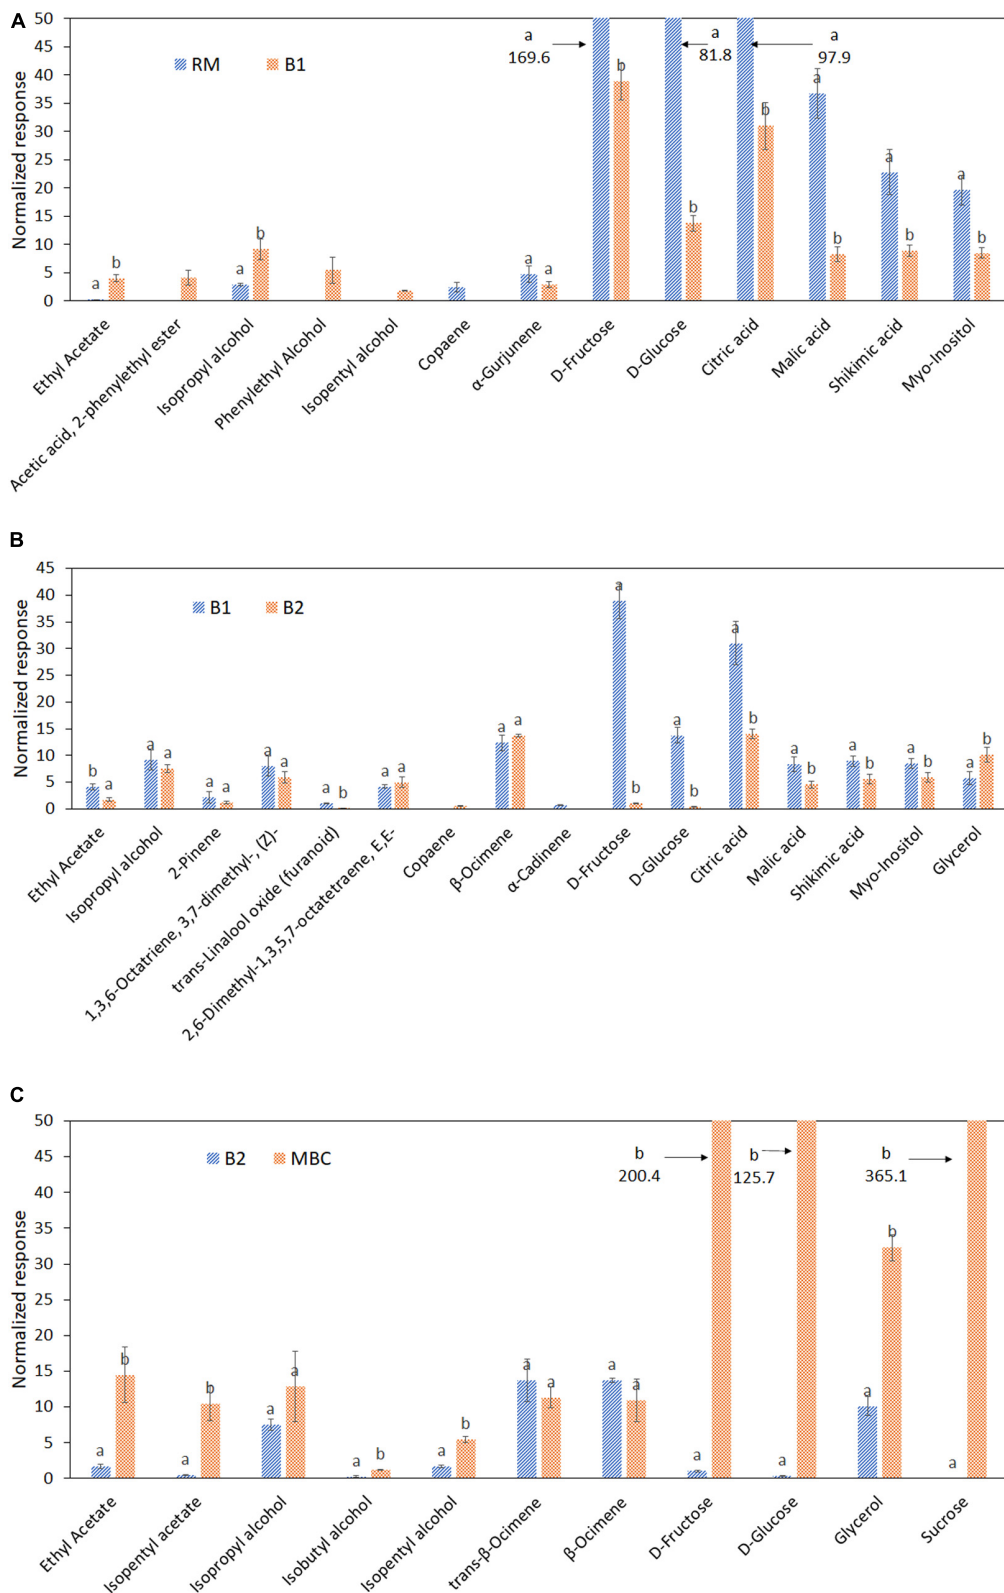 A
50
45
40
35
30
25
20
15
10
5
0
Normalized response
RM B1
a
169.6
a
81.8
a
97.9
a b a b a a b b b a b a b a b
Ethyl Acetate
Acetic acid, 2-phenylethyl ester
Isopropyl alcohol
Phenylethyl Alcohol
Isopentyl alcohol
Copaene
α-Gurjunene
D-Fructose
D-Glucose
Citric acid
Malic acid
Shikimic acid
Myo-Inositol
B
45
40
35
30
25
20
15
10
5
0
Normalized response
B1 B2
b a a a a a a a a b a a a a a b a b a b a b a b a b a b
Ethyl Acetate
Isopropyl alcohol
2-Pinene
1,3,6-Octatriene, 3,7-dimethyl-, (Z)-
trans-Linalool oxide (furanoid)
2,6-Dimethyl-1,3,5,7-octatetraene, E,E-
Copaene
β-Ocimene
α-Cadinene
D-Fructose
D-Glucose
Citric acid
Malic acid
Shikimic acid
Myo-Inositol
Glycerol
C
50
45
40
35
30
25
20
15
10
5
0
Normalized response
B2 MBC
b
200.4
b
125.7
b
365.1
a b a b a a a b a b a a a a a a a b a
Ethyl Acetate
Isopentyl acetate
Isopropyl alcohol
Isobutyl alcohol
Isopentyl alcohol
trans-β-Ocimene
β-Ocimene
D-Fructose
D-Glucose
Glycerol
Sucrose